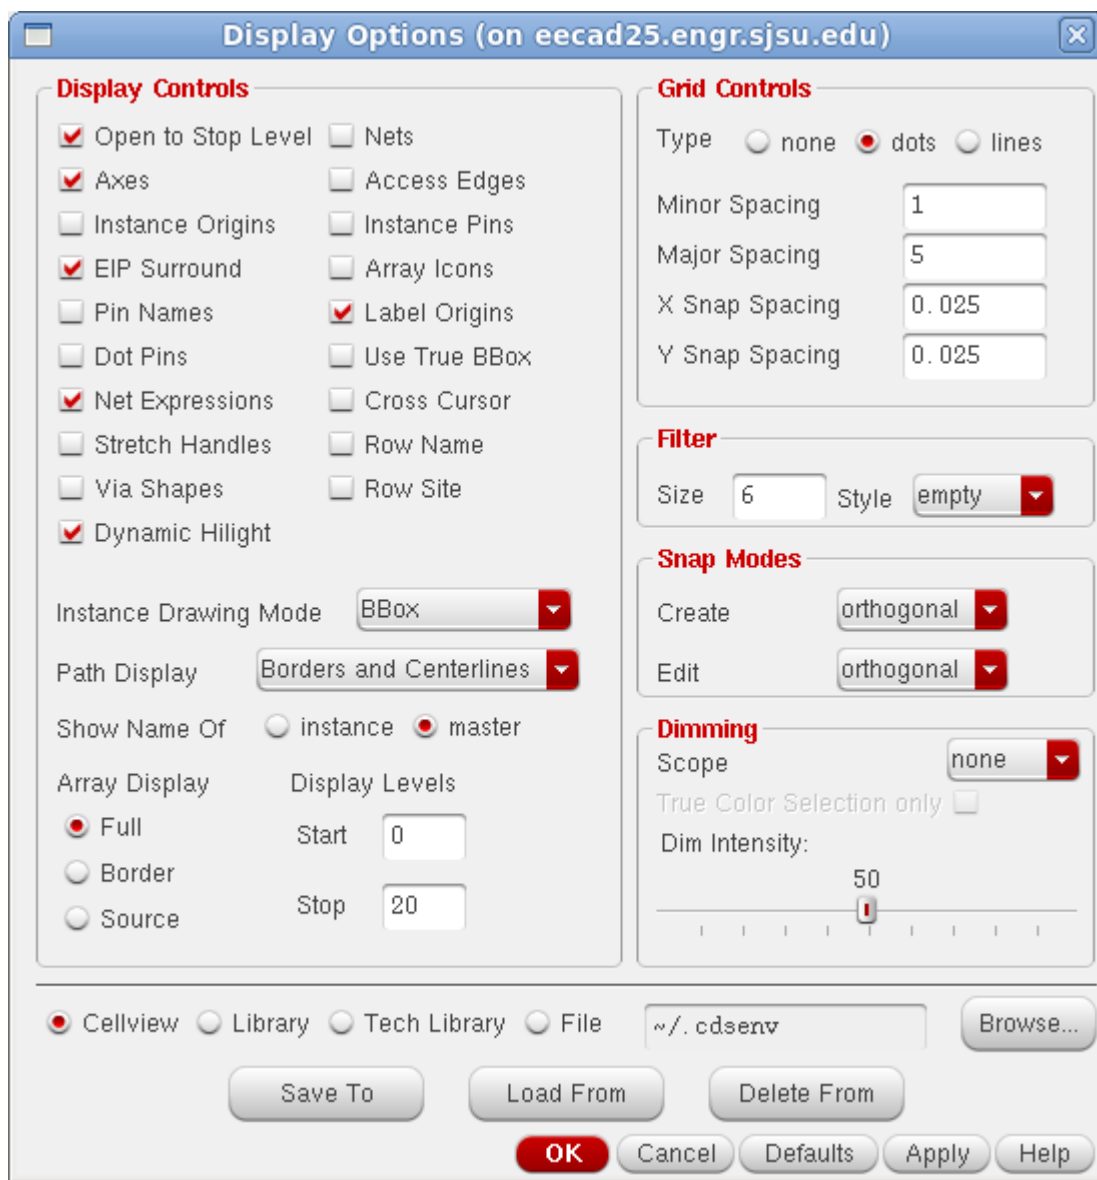 Display Options (on eecad25.engr.sjsu.edu)
Display Controls
Open to Stop Level Nets
Axes Access Edges
Instance Origins Instance Pins
EIP Surround Array Icons
Pin Names Label Origins
Dot Pins Use True BBox
Net Expressions Cross Cursor
Stretch Handles Row Name
Via Shapes Row Site
Dynamic Hilight
Instance Drawing Mode BBox
Path Display Borders and Centerlines
Show Name Of instance master
Array Display Display Levels
Full Start 0
Border
Source Stop 20
Grid Controls
Type none dots lines
Minor Spacing 1
Major Spacing 5
X Snap Spacing 0.025
Y Snap Spacing 0.025
Filter
Size 6 Style empty
Snap Modes
Create orthogonal
Edit orthogonal
Dimming
Scope none
True Color Selection only
Dim Intensity:
50
Cellview Library Tech Library File ~/.cdsenv Browse...
Save To Load From Delete From
OK Cancel Defaults Apply Help